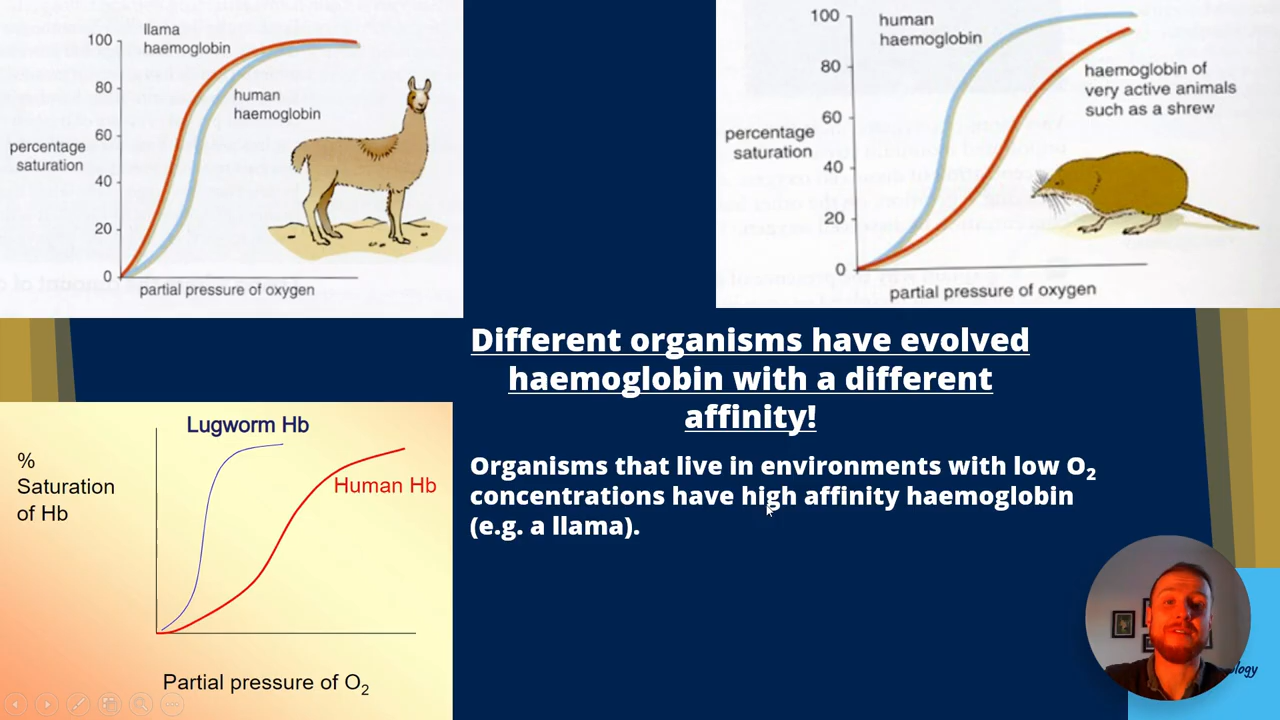 llama
haemoglobin
100
80
60
40
20
0
human
haemoglobin
percentage
saturation
partial pressure of oxygen
100
80
60
40
20
0
human
haemoglobin
haemoglobin of
very active animals
such as a shrew
percentage
saturation
partial pressure of oxygen
Different organisms have evolved
haemoglobin with a different
affinity!
Organisms that live in environments with low O₂
concentrations have high affinity haemoglobin
(e.g. a llama).
Lugworm Hb
%
Saturation
of Hb
Human Hb
Partial pressure of O₂